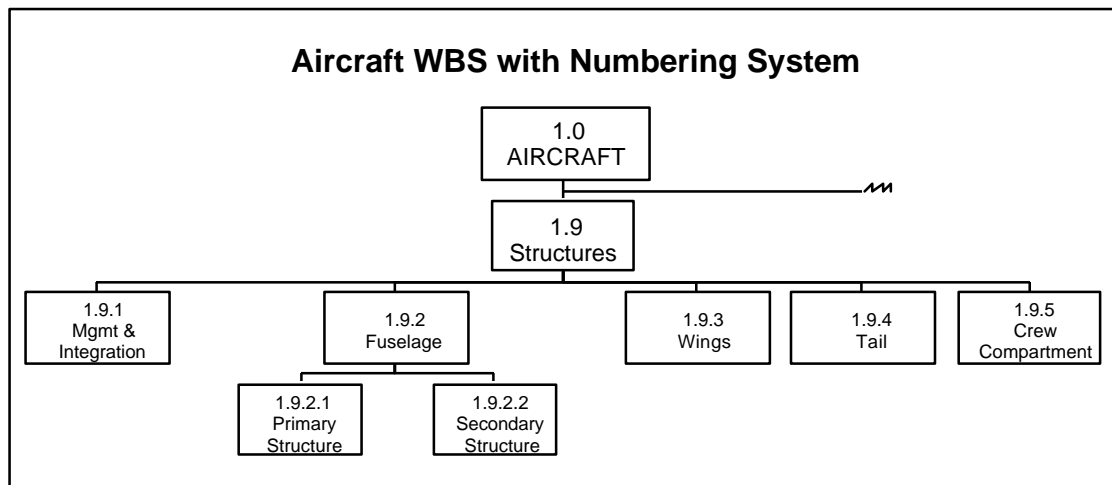 Aircraft WBS with Numbering System
1.0
AIRCRAFT
1.9
Structures
1.9.1
Mgmt &
Integration
1.9.2
Fuselage
1.9.3
Wings
1.9.4
Tail
1.9.5
Crew
Compartment
1.9.2.1
Primary
Structure
1.9.2.2
Secondary
Structure